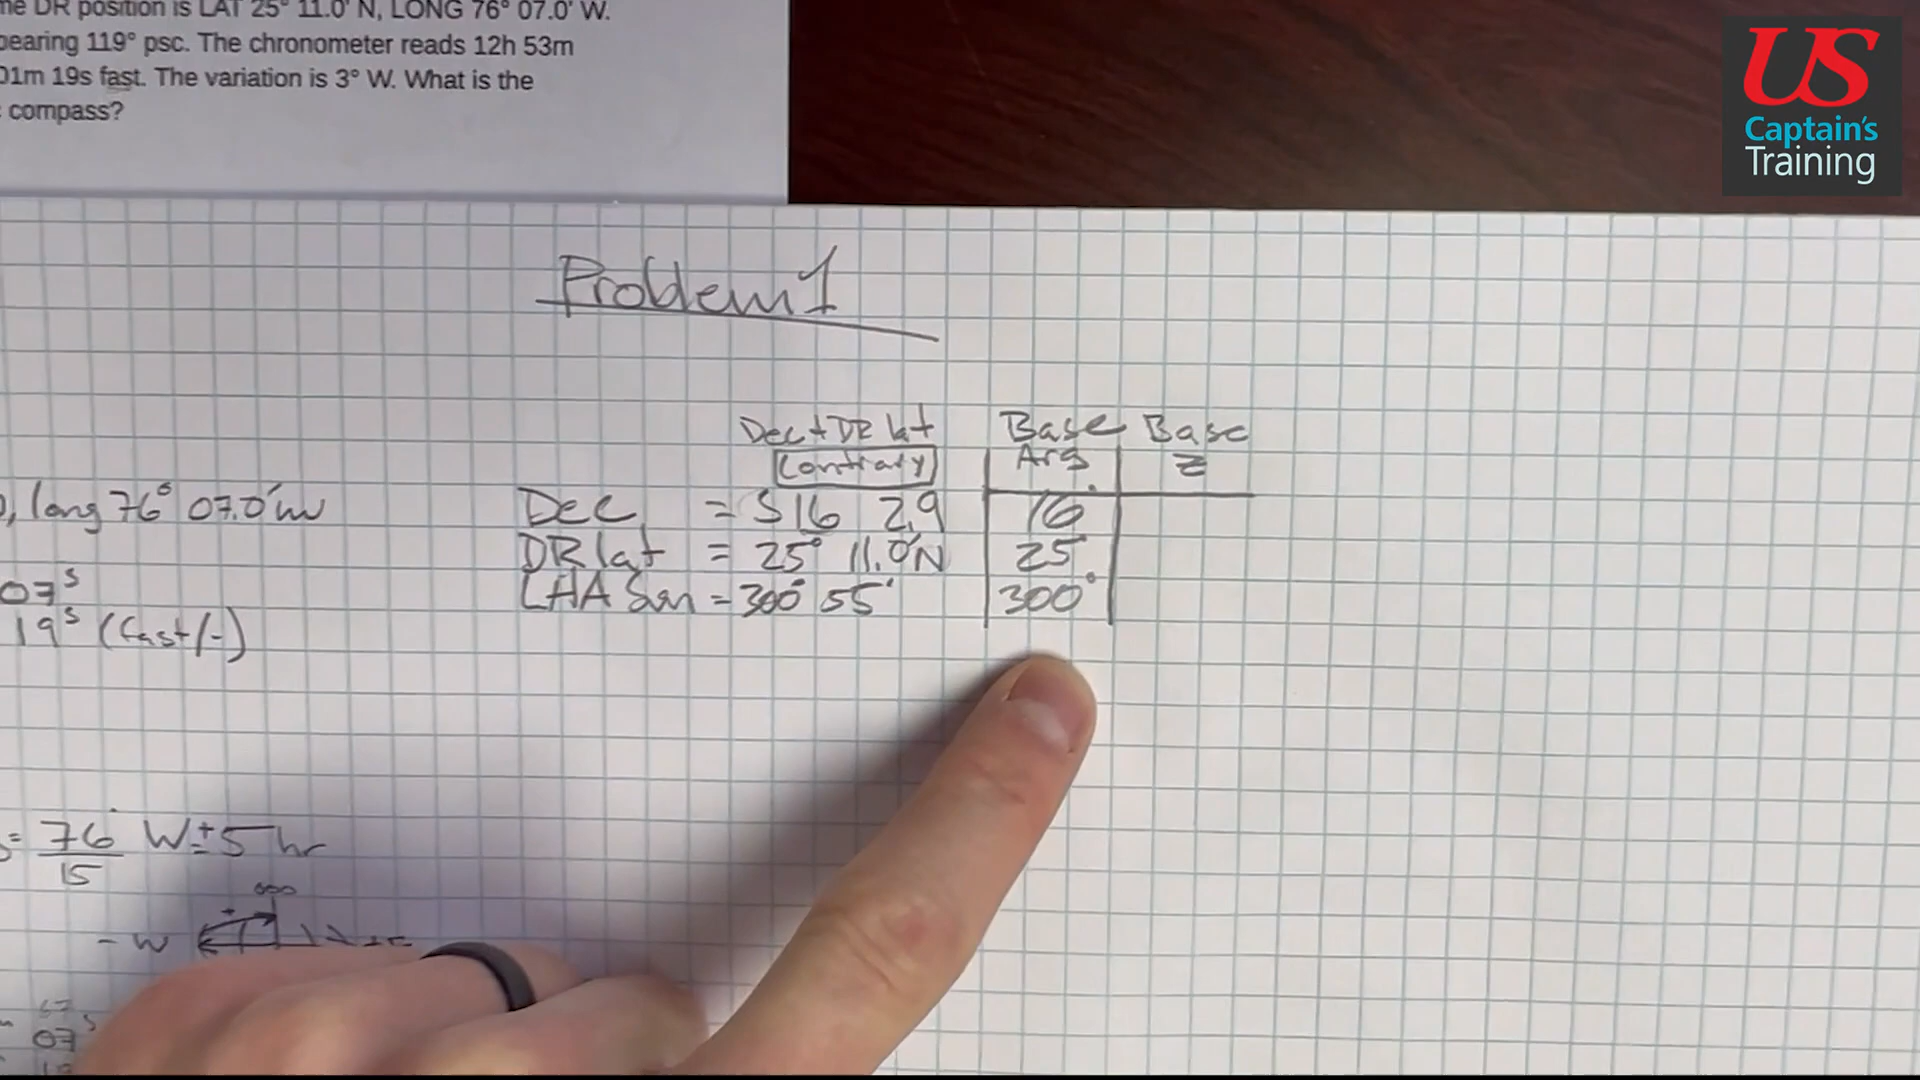 DR position is LAT 25° 11.0' N, LONG 76° 07.0' W.
bearing 119° psc. The chronometer reads 12h 53m
01m 19s fast. The variation is 3° W. What is the
compass?
US
Captain's
Training
Problem 1
Dec + DR lat Base Base
Contrary Arg. Z
Dec = S 16 2.9 16
DR lat = 25° 11.0'N 25
LHA Sun = 300° 55' 300°
, long 76° 07.0' W
07s
19s (fast/-)
= 76 W ± 5 hr
15
000
- W
07s